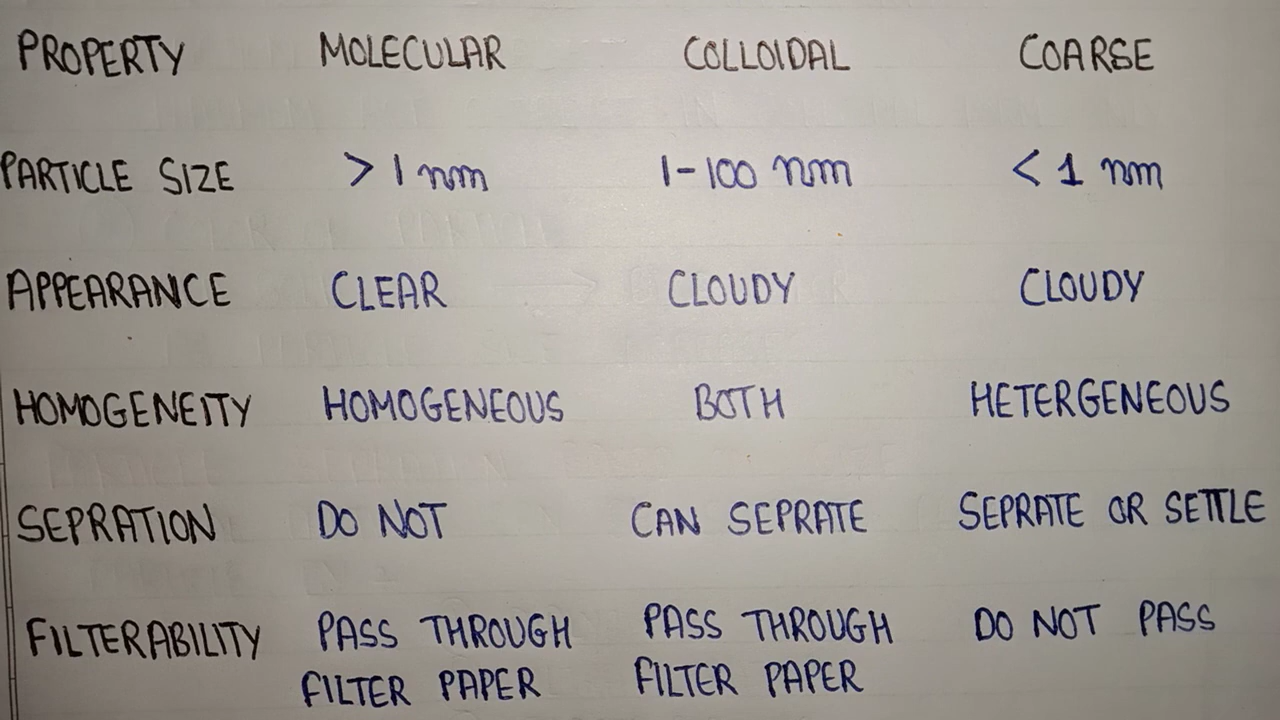 PROPERTY MOLECULAR COLLOIDAL COARSE
PARTICLE SIZE > 1 nm 1-100 nm < 1 nm
APPEARANCE CLEAR CLOUDY CLOUDY
HOMOGENEITY HOMOGENEOUS BOTH HETERGENEOUS
SEPRATION DO NOT CAN SEPRATE SEPRATE OR SETTLE
FILTERABILITY PASS THROUGH PASS THROUGH DO NOT PASS
FILTER PAPER FILTER PAPER